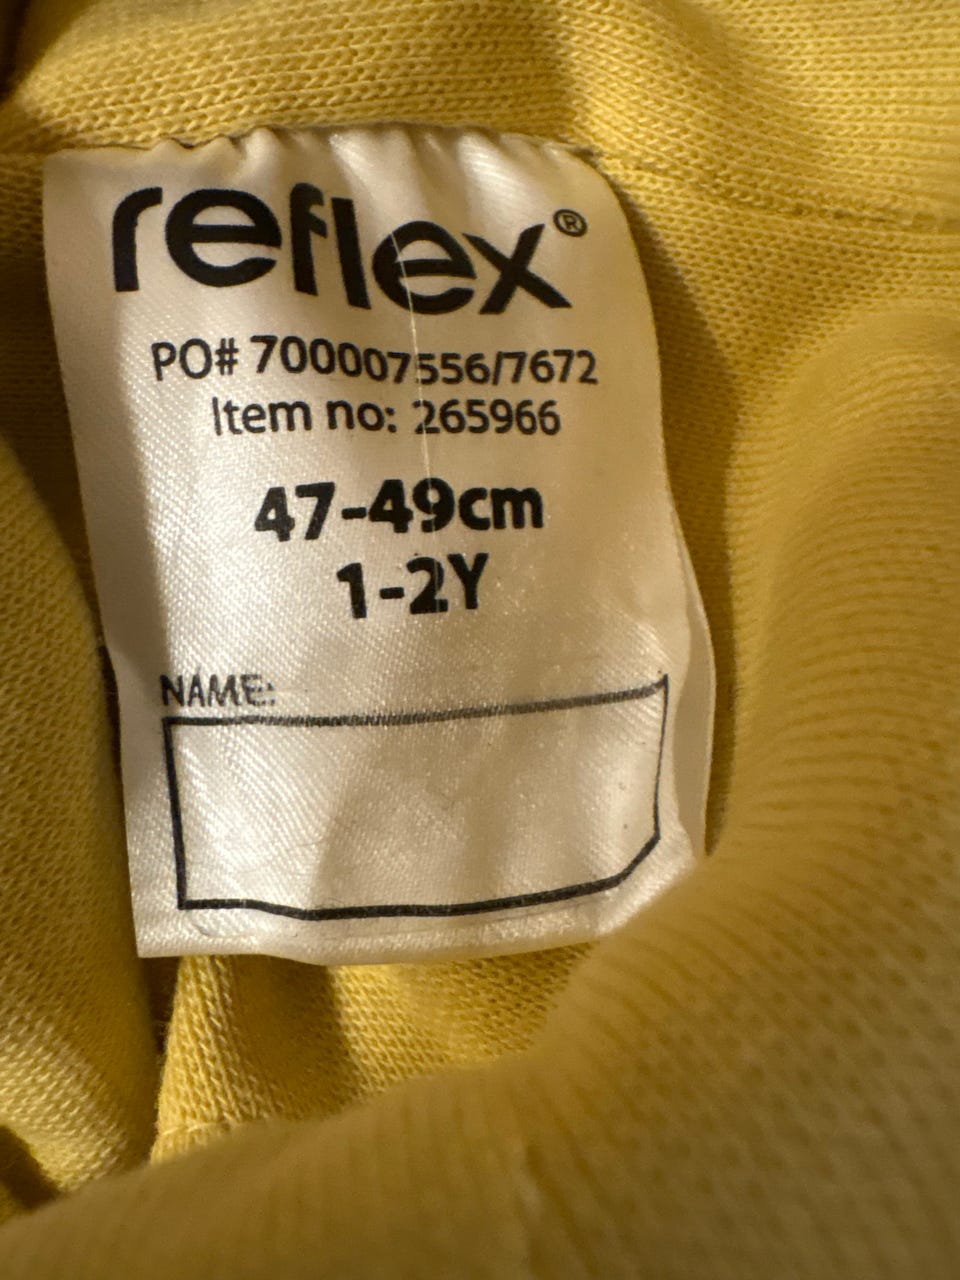 reflex®
PO# 700007556/7672
Item no: 265966
47-49cm
1-2Y
NAME: